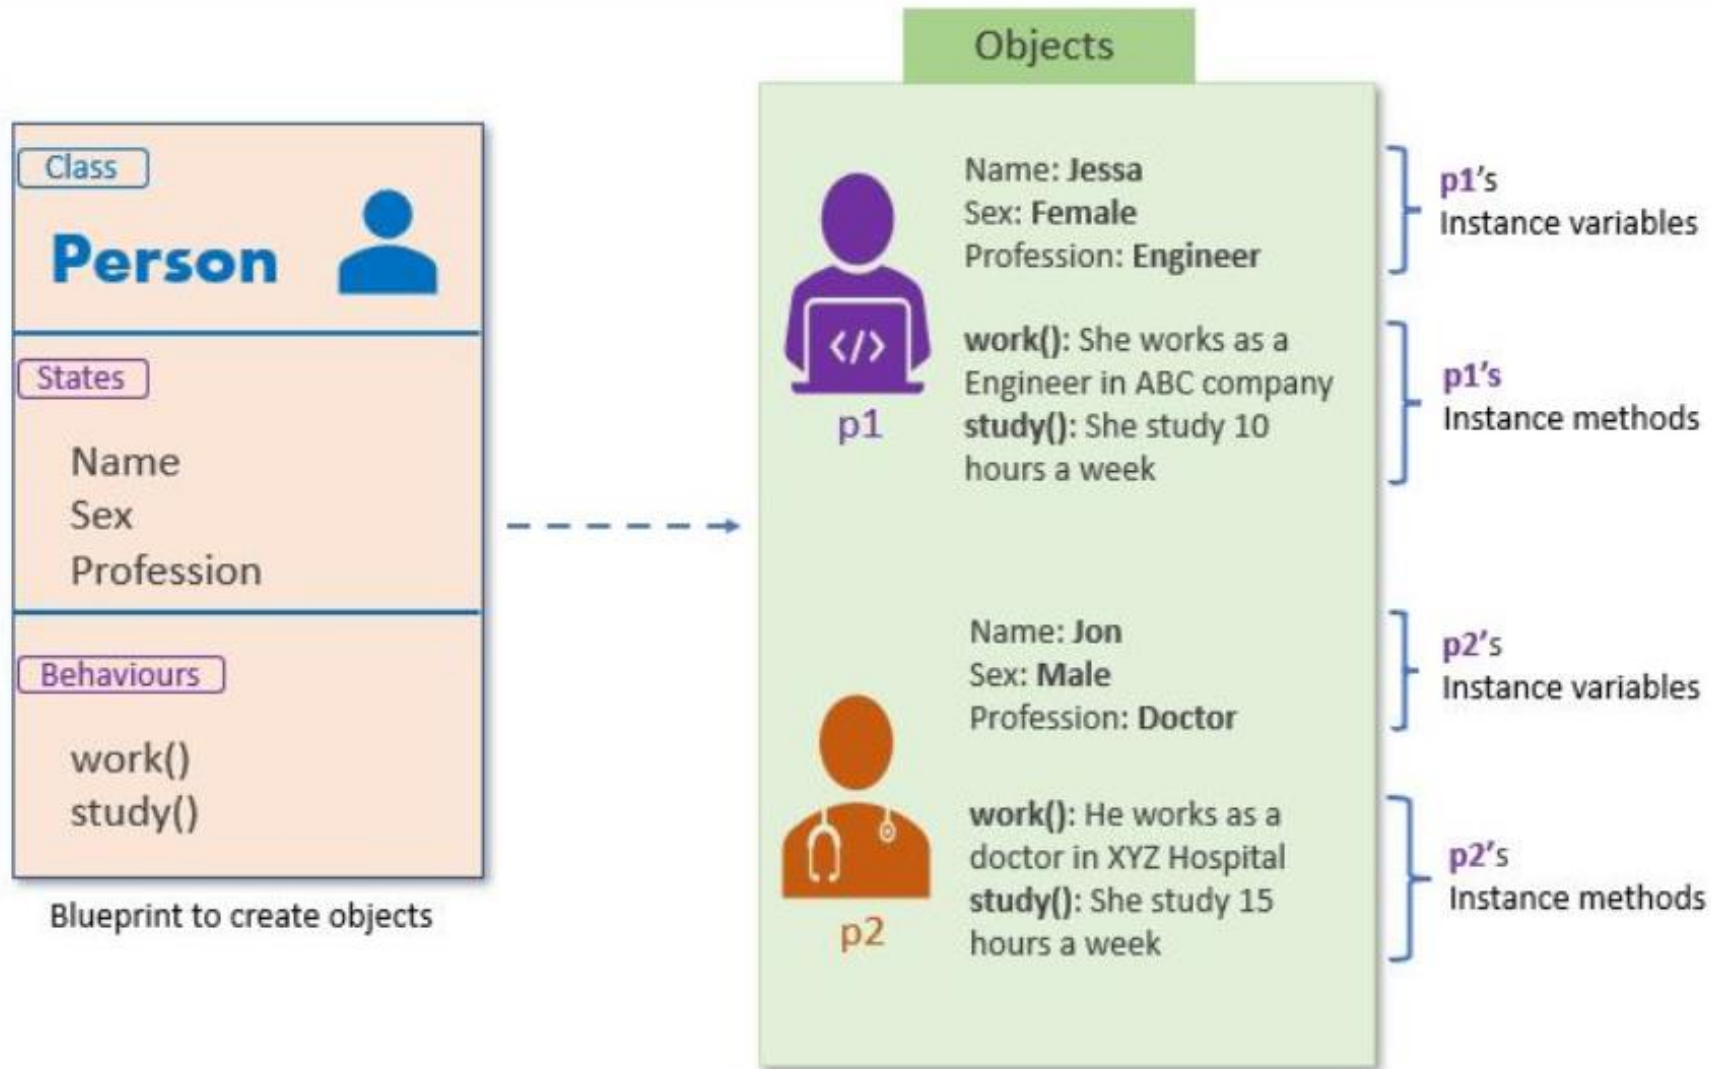 Class
Person
States
Name
Sex
Profession
Behaviours
work()
study()
Blueprint to create objects
Objects
Name: Jessa
Sex: Female
Profession: Engineer
work(): She works as a
Engineer in ABC company
study(): She study 10
hours a week
</>
p1
p1's
Instance variables
p1's
Instance methods
Name: Jon
Sex: Male
Profession: Doctor
work(): He works as a
doctor in XYZ Hospital
study(): She study 15
hours a week
p2
p2's
Instance variables
p2's
Instance methods